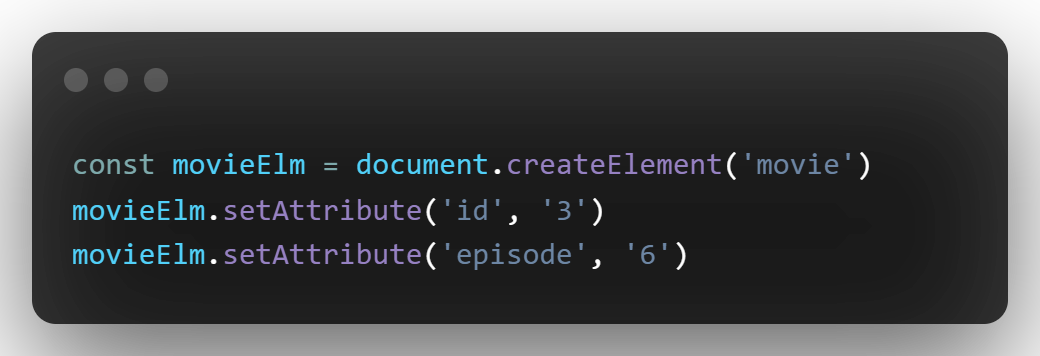 const movieElm = document.createElement('movie')
movieElm.setAttribute('id', '3')
movieElm.setAttribute('episode', '6')